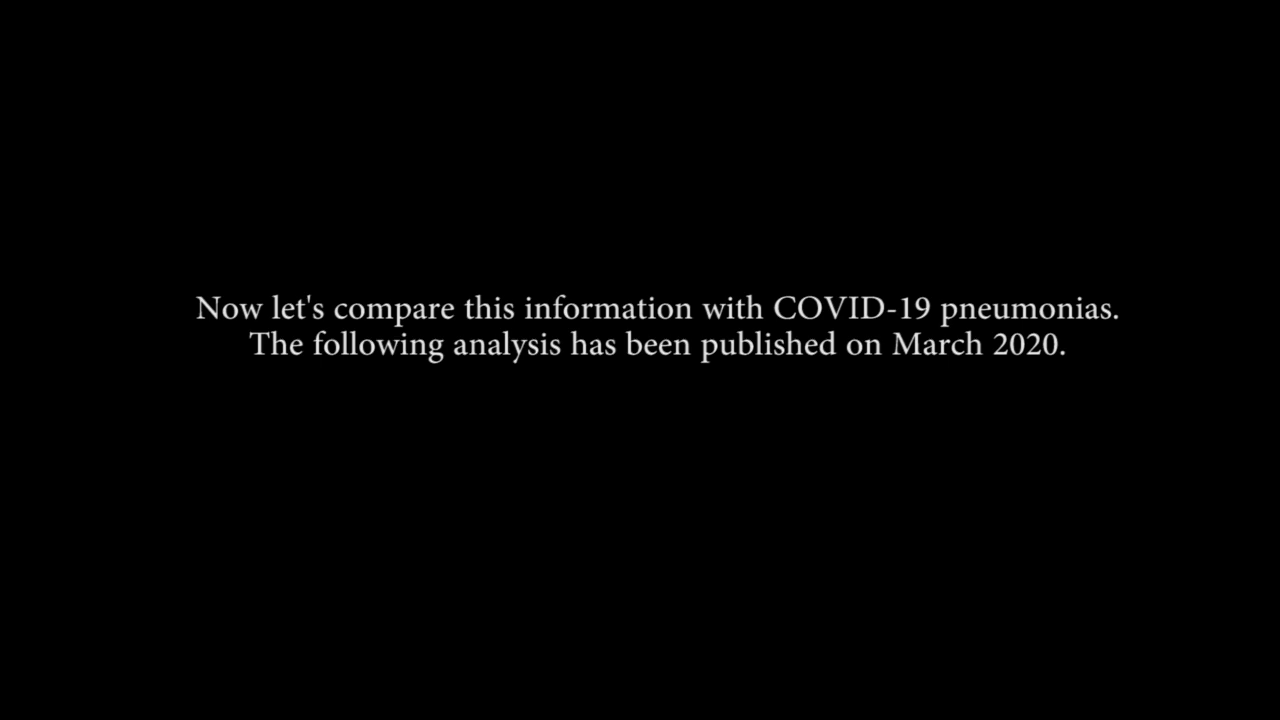 Now let's compare this information with COVID-19 pneumonias.
The following analysis has been published on March 2020.